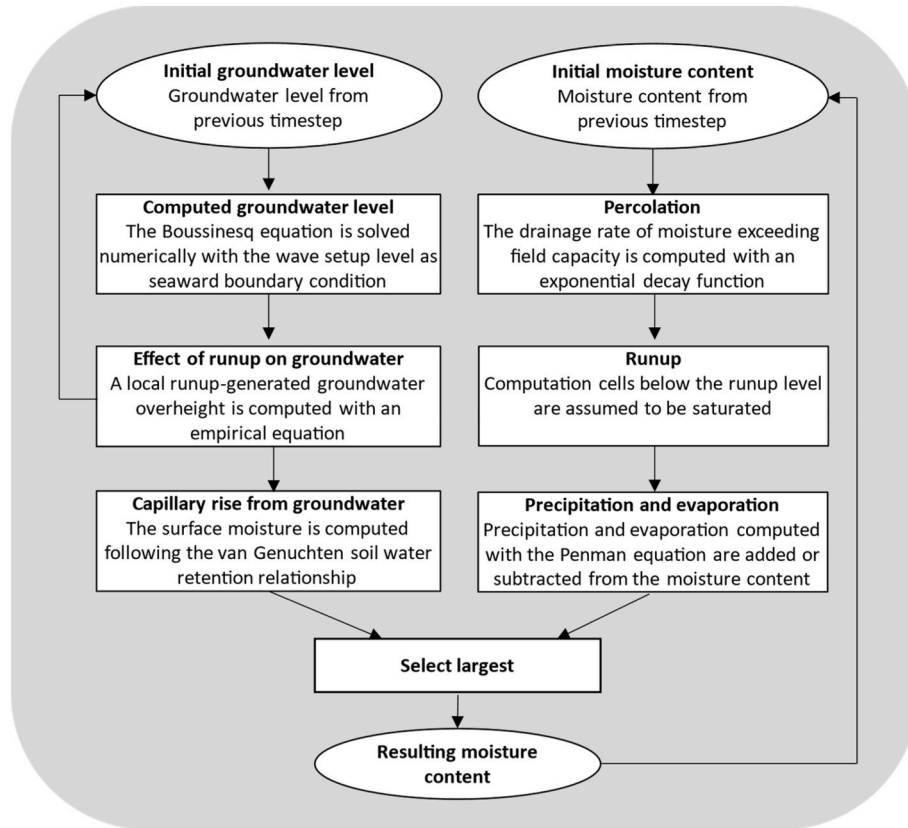 Initial groundwater level
Groundwater level from
previous timestep
Computed groundwater level
The Boussinesq equation is solved
numerically with the wave setup level as
seaward boundary condition
Effect of runup on groundwater
A local runup-generated groundwater
overheight is computed with an
empirical equation
Capillary rise from groundwater
The surface moisture is computed
following the van Genuchten soil water
retention relationship
Initial moisture content
Moisture content from
previous timestep
Percolation
The drainage rate of moisture exceeding
field capacity is computed with an
exponential decay function
Runup
Computation cells below the runup level
are assumed to be saturated
Precipitation and evaporation
Precipitation and evaporation computed
with the Penman equation are added or
subtracted from the moisture content
Select largest
Resulting moisture
content